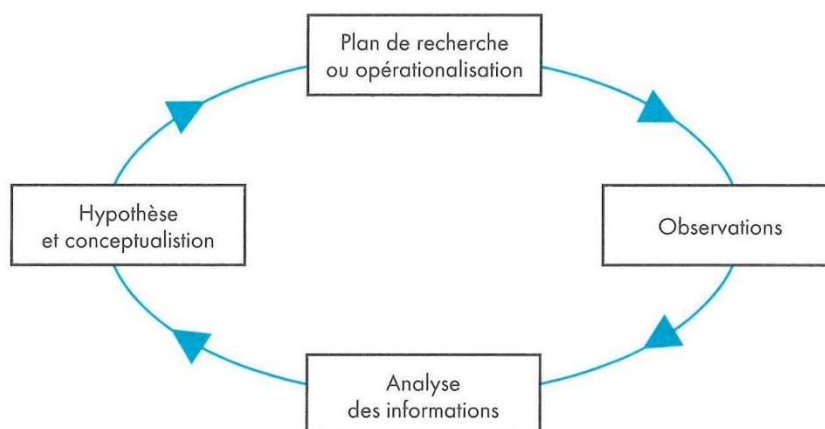 Plan de recherche
ou opérationalisation
Hypothèse
et conceptualistion
Observations
Analyse
des informations